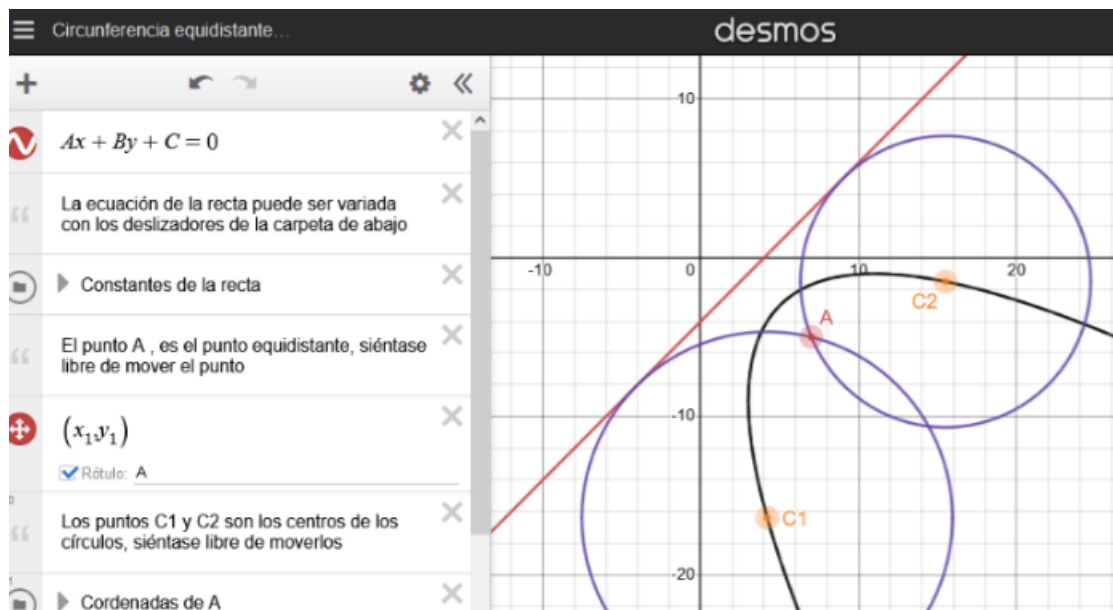 Circunferencia equidistante...
desmos
Ax + By + C = 0
La ecuación de la recta puede ser variada
con los deslizadores de la carpeta de abajo
Constantes de la recta
El punto A , es el punto equidistante, siéntase
libre de mover el punto
(x₁,y₁)
Rótulo: A
Los puntos C1 y C2 son los centros de los
círculos, siéntase libre de moverlos
Cordenadas de A
10
-10
0
10
20
C2
A
-10
C1
-20